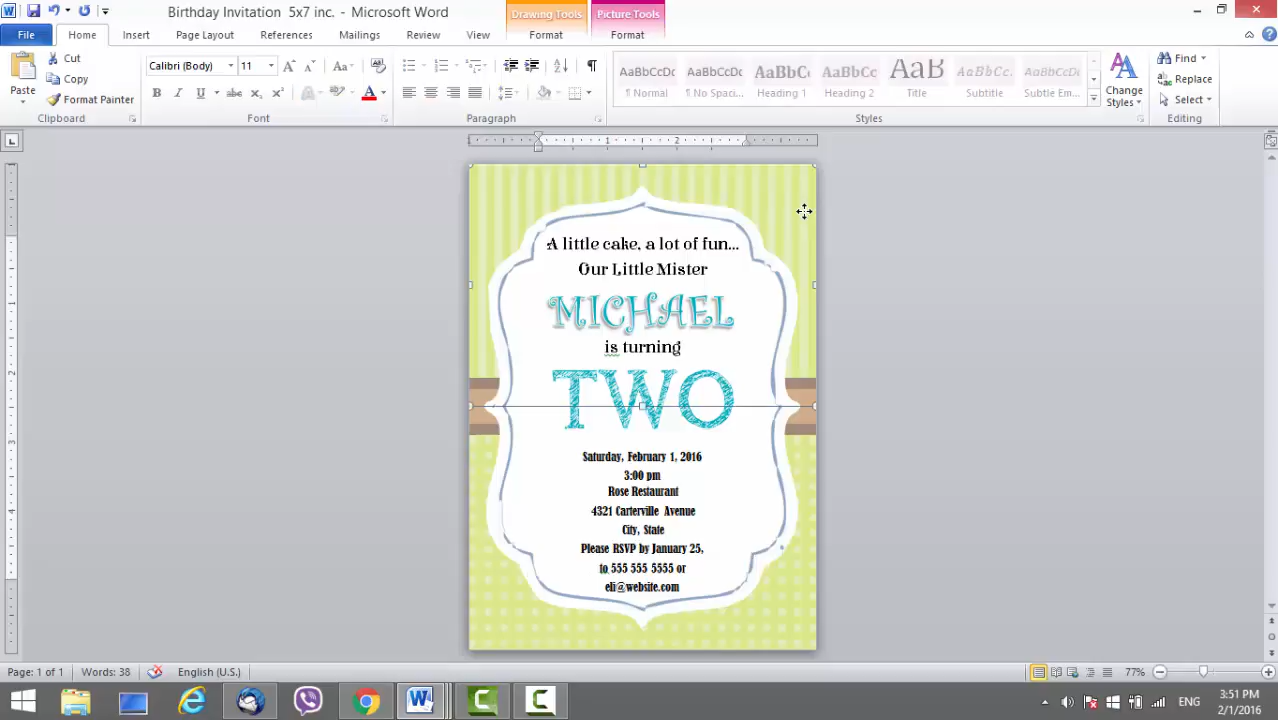 Birthday Invitation 5x7 inc. - Microsoft Word
Drawing Tools
Picture Tools
File
Home
Insert
Page Layout
References
Mailings
Review
View
Format
Format
Paste
Cut
Copy
Format Painter
Clipboard
Calibri (Body)
11
Font
Paragraph
AaBbCcDc
¶ Normal
AaBbCcDc
¶ No Spaci...
AaBbCc
Heading 1
AaBbCc
Heading 2
AaB
Title
AaBbCcDc
Subtitle
AaBbCcDc
Subtle Em...
Styles
Change
Styles
Find
Replace
Select
Editing
A little cake, a lot of fun...
Our Little Mister
MICHAEL
is turning
TWO
Saturday, February 1, 2016
3:00 pm
Rose Restaurant
4321 Carterville Avenue
City, State
Please RSVP by January 25,
to 555 555 5555 or
eli@website.com
Page: 1 of 1
Words: 38
English (U.S.)
77%
ENG
3:51 PM
2/1/2016